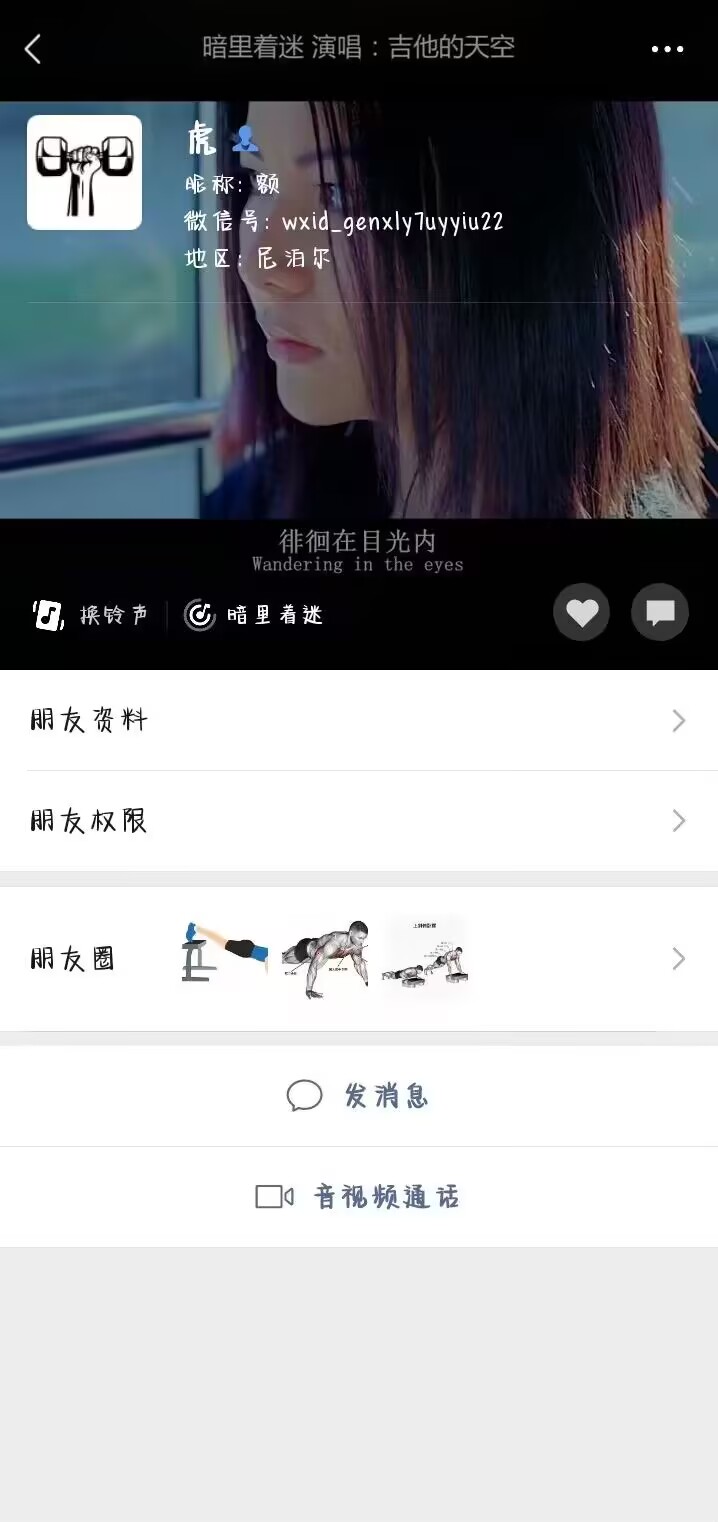 暗里着迷 演唱：吉他的天空
虎
昵称: 额
微信号: wxid_genxly7uyyiu22
地区: 尼泊尔
徘徊在目光内
Wandering in the eyes
换铃声
暗里着迷
朋友资料
朋友权限
朋友圈
发消息
音视频通话